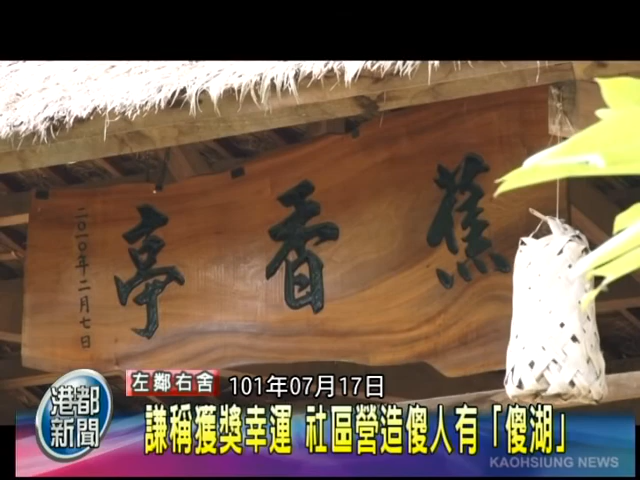 蕉香亭
二〇一〇年二月七日
左鄰右舍
101年07月17日
港都
新聞
謙稱獲獎幸運 社區營造傻人有「傻湖」
KAOHSIUNG NEWS